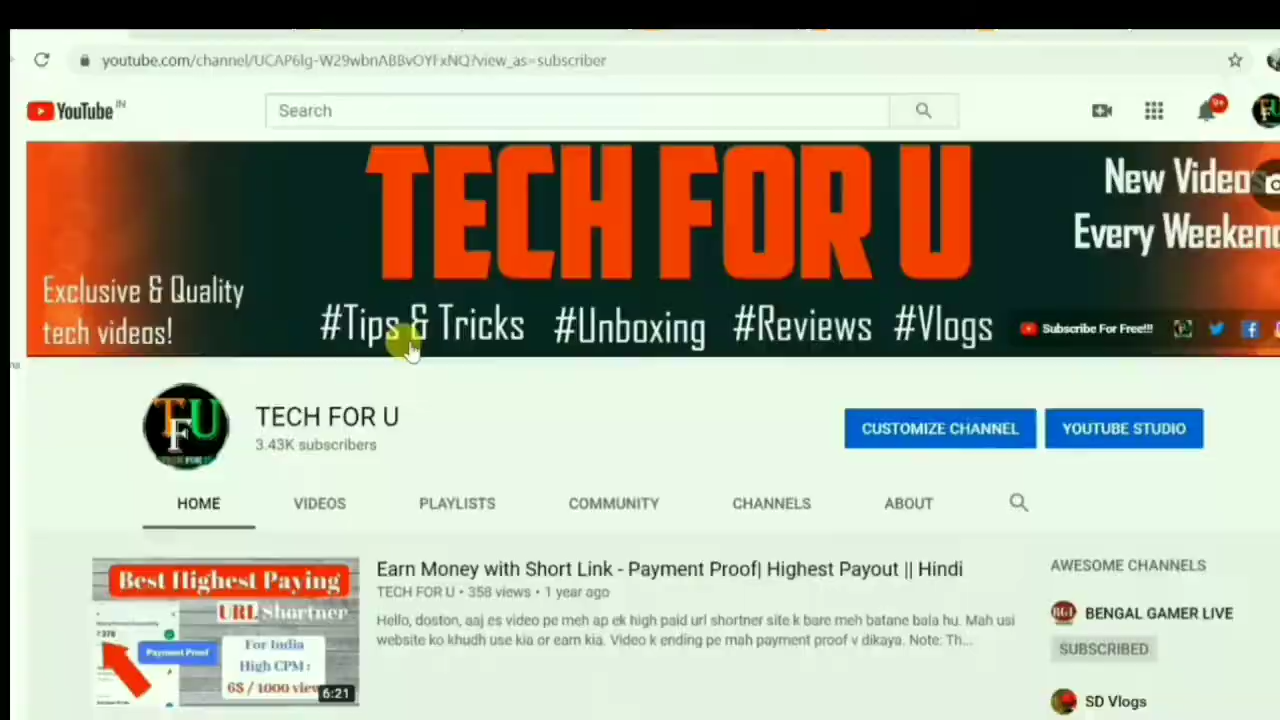 youtube.com/channel/UCAP6lg-W29wbnABBvOYFxNQ?view_as=subscriber
YouTube IN
Search
9+
TECH FOR U
New Videos
Every Weekend
Exclusive & Quality
tech videos!
#Tips & Tricks #Unboxing #Reviews #Vlogs
Subscribe For Free!!!
TFU
TECH FOR U
3.43K subscribers
CUSTOMIZE CHANNEL
YOUTUBE STUDIO
HOME VIDEOS PLAYLISTS COMMUNITY CHANNELS ABOUT
Best Highest Paying
URL Shortner
For India
High CPM :
6$ / 1000 view
Payment Proof
6:21
Earn Money with Short Link - Payment Proof| Highest Payout || Hindi
TECH FOR U • 358 views • 1 year ago
Hello, doston, aaj es video pe meh ap ek high paid url shortner site k bare meh batane bala hu. Mah usi
website ko khudh use kia or earn kia. Video k ending pe mah payment proof v dikaya. Note: Th...
AWESOME CHANNELS
BENGAL GAMER LIVE
SUBSCRIBED
SD Vlogs